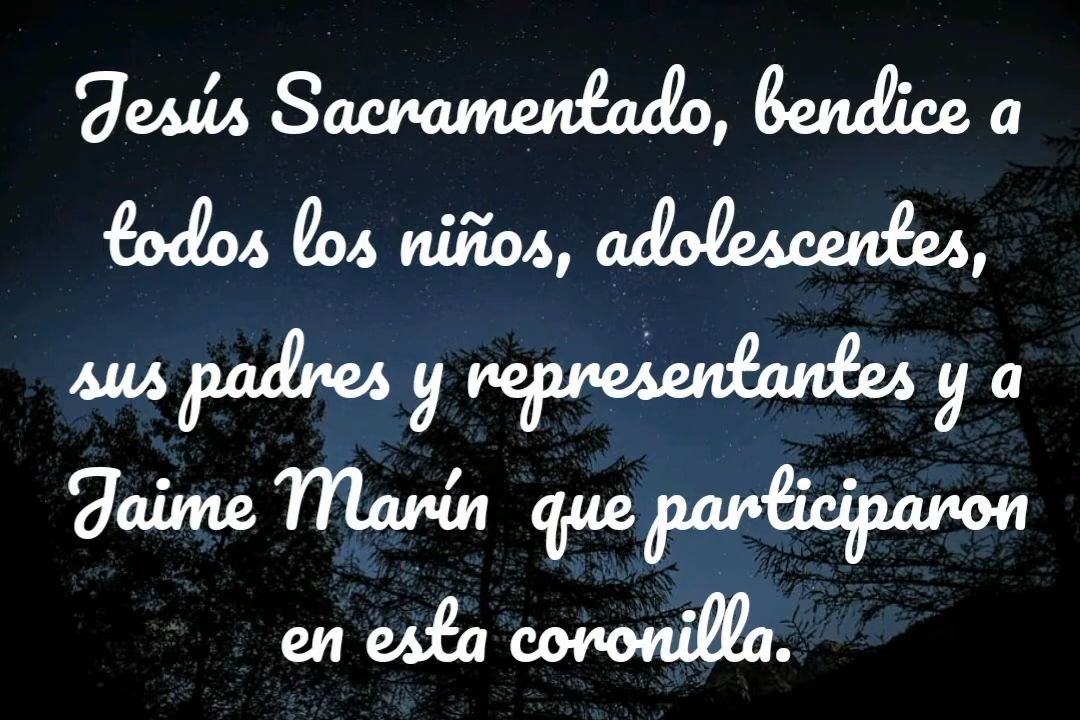 Jesús Sacramentado, bendice a
todos los niños, adolescentes,
sus padres y representantes y a
Jaime Marín  que participaron
en esta coronilla.